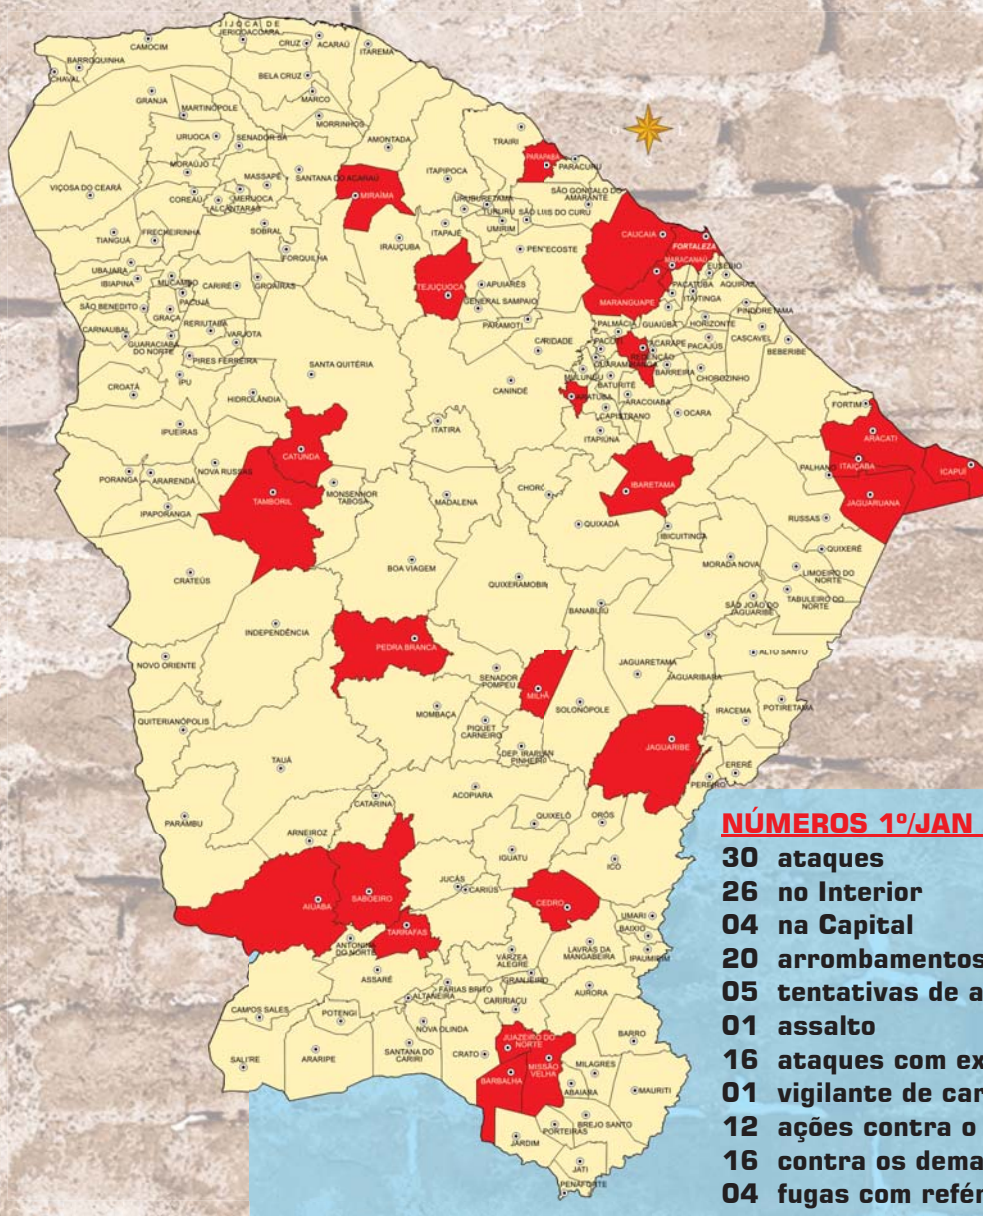 JIJOCA DE
JERICOACOARA
CRUZ
ACARAÚ
ITAREMA
CAMOCIM
BARROQUINHA
CHAVAL
BELA CRUZ
GRANJA
MARCO
MARTINÓPOLE
MORRINHOS
URUOCA
SENADOR SÁ
AMONTADA
TRAIRI
PARAPABA
PARACURU
MORAÚJO
MASSAPÊ
SANTANA DO ACARAÚ
MIRAÍMA
ITAPIPOCA
VIÇOSA DO CEARÁ
COREAÚ
MERUOCA
ALCÂNTARAS
URUBURETAMA
TURURU
SÃO GONÇALO DO
AMARANTE
SÃO LUIS DO CURU
UMIRIM
TIANGUÁ
FRECHEIRINHA
SOBRAL
IRAUÇUBA
ITAPAJÉ
PENTECOSTE
CAUCAIA
FORTALEZA
MARACANAÚ
FORQUILHA
UBAJARA
IBIAPINA
MUCAMBO
CARIRÉ
GROAÍRAS
TEJUÇUOCA
APUIARÉS
GENERAL SAMPAIO
EUSÉBIO
AQUIRAZ
PACATUBA
ITAITINGA
MARANGUAPE
SÃO BENEDITO
PACUJÁ
GRAÇA
RERIUTABA
VARJOTA
CARNAUBAL
GUARACIABA
DO NORTE
PARAMOTI
PALMÁCIA
GUAIÚBA
HORIZONTE
PINDORETAMA
CASCAVEL
BEBERIBE
CARIDADE
PACOTI
ACARAPE
PACAJÚS
REDENÇÃO
PIRES FERREIRA
IPU
SANTA QUITÉRIA
MULUNGU
BARREIRA
CHOROZINHO
BATURITÉ
CROATÁ
HIDROLÂNDIA
CANINDÉ
ARATUBA
ARACOIABA
CAPISTRANO
OCARA
FORTIM
IPUEIRAS
ITATIRA
ITAPIÚNA
ARACATI
CATUNDA
PORANGA
ARARENDÁ
NOVA RUSSAS
TAMBORIL
MONSENHOR
TABOSA
MADALENA
CHORÓ
IBARETAMA
PALHANO
ITAIÇABA
ICAPUÍ
JAGUARUANA
IPAPORANGA
QUIXADÁ
IBICUITINGA
RUSSAS
CRATEÚS
BOA VIAGEM
QUIXERAMOBIM
MORADA NOVA
QUIXERÉ
LIMOEIRO DO
NORTE
TABULEIRO DO
NORTE
SÃO JOÃO DO
JAGUARIBE
BANABUIÚ
INDEPENDÊNCIA
PEDRA BRANCA
NOVO ORIENTE
SENADOR
POMPEU
MILHÃ
JAGUARETAMA
JAGUARIBARA
ALTO SANTO
SOLONÓPOLE
IRACEMA
POTIRETAMA
QUITERIANÓPOLIS
MOMBAÇA
PIQUET
CARNEIRO
DEP. IRAPUAN
PINHEIRO
JAGUARIBE
TAUÁ
ERERÉ
PEREIRO
ACOPIARA
PARAMBU
CATARINA
ARNEIROZ
QUIXELÔ
ORÓS
IGUATU
ICÓ
AIUABA
SABOEIRO
JUCÁS
CARIÚS
CEDRO
TARRAFAS
UMARI
BAIXIO
IPAUMIRIM
ANTONINA
DO NORTE
VÁRZEA
ALEGRE
LAVRAS DA
MANGABEIRA
ASSARÉ
GRANJEIRO
FARIAS BRITO
ALTANEIRA
CARIRIAÇU
AURORA
CAMPOS SALES
POTENGI
NOVA OLINDA
JUAZEIRO DO
NORTE
BARRO
SALITRE
ARARIPE
SANTANA DO
CARIRI
CRATO
MISSÃO
VELHA
MILAGRES
BARBALHA
ABAIARA
MAURITI
BREJO SANTO
PORTEIRAS
JARDIM
JATI
PENAFORTE
NÚMEROS 1º/JAN
30 ataques
26 no Interior
04 na Capital
20 arrombamentos
05 tentativas de a
01 assalto
16 ataques com ex
01 vigilante de car
12 ações contra o
16 contra os dema
04 fugas com refé